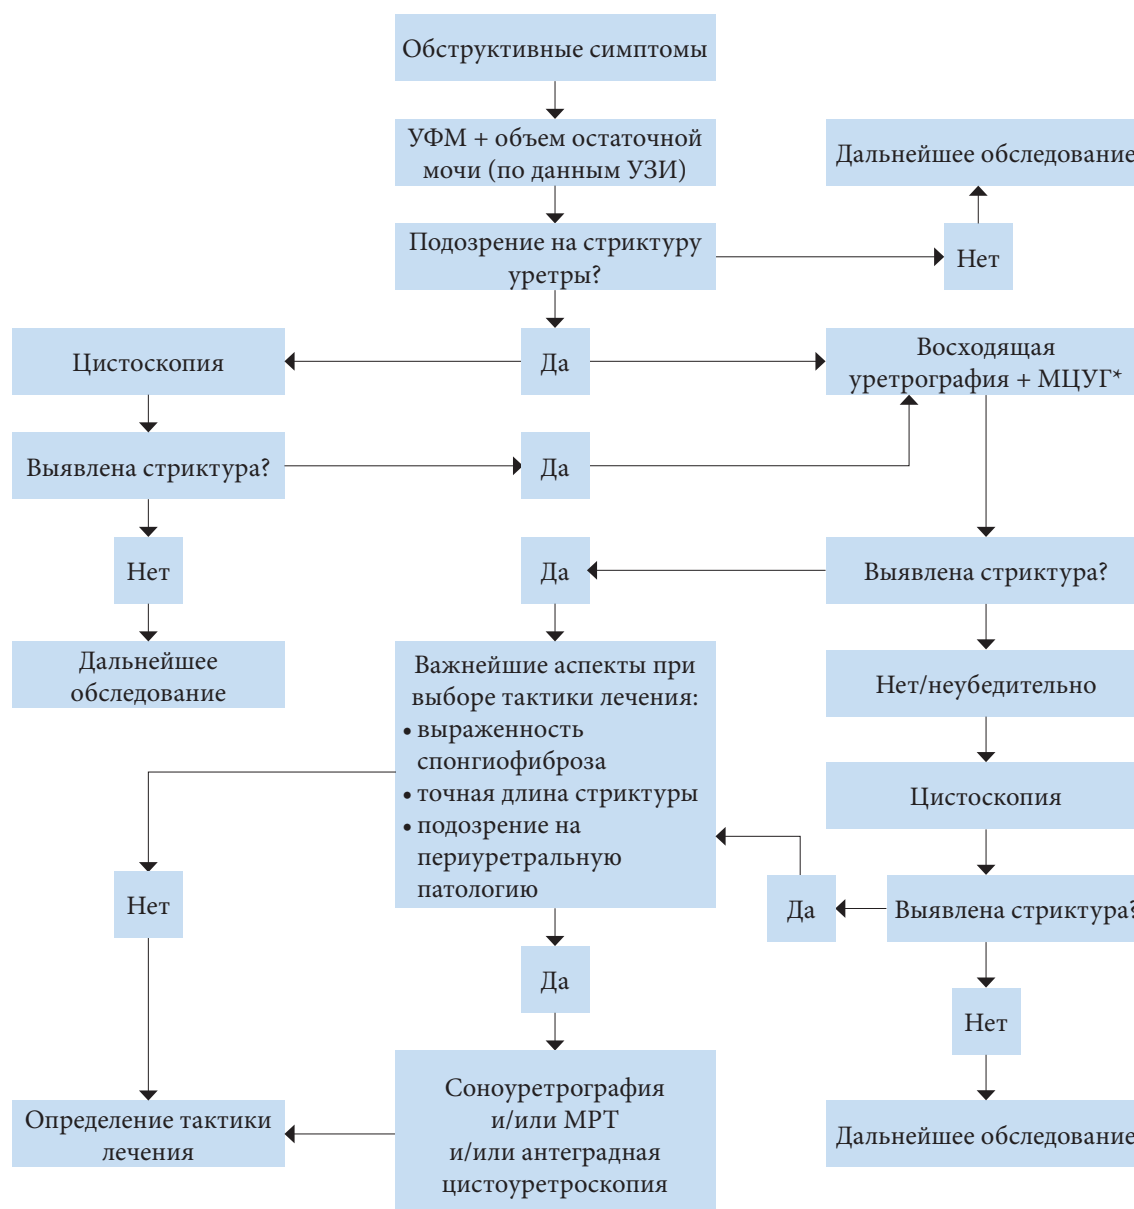 Обструктивные симптомы
УФМ + объем остаточной
мочи (по данным УЗИ)
Дальнейшее обследование
Подозрение на стриктуру
уретры?
Нет
Цистоскопия
Да
Восходящая
уретрография + МЦУГ*
Выявлена стриктура?
Да
Нет
Да
Выявлена стриктура?
Дальнейшее
обследование
Важнейшие аспекты при
выборе тактики лечения:
• выраженность
спонгиофиброза
• точная длина стриктуры
• подозрение на
периуретральную
патологию
Нет/неубедительно
Цистоскопия
Нет
Да
Выявлена стриктура?
Да
Нет
Определение тактики
лечения
Соноуретрография
и/или МРТ
и/или антеградная
цистоуретроскопия
Дальнейшее обследование